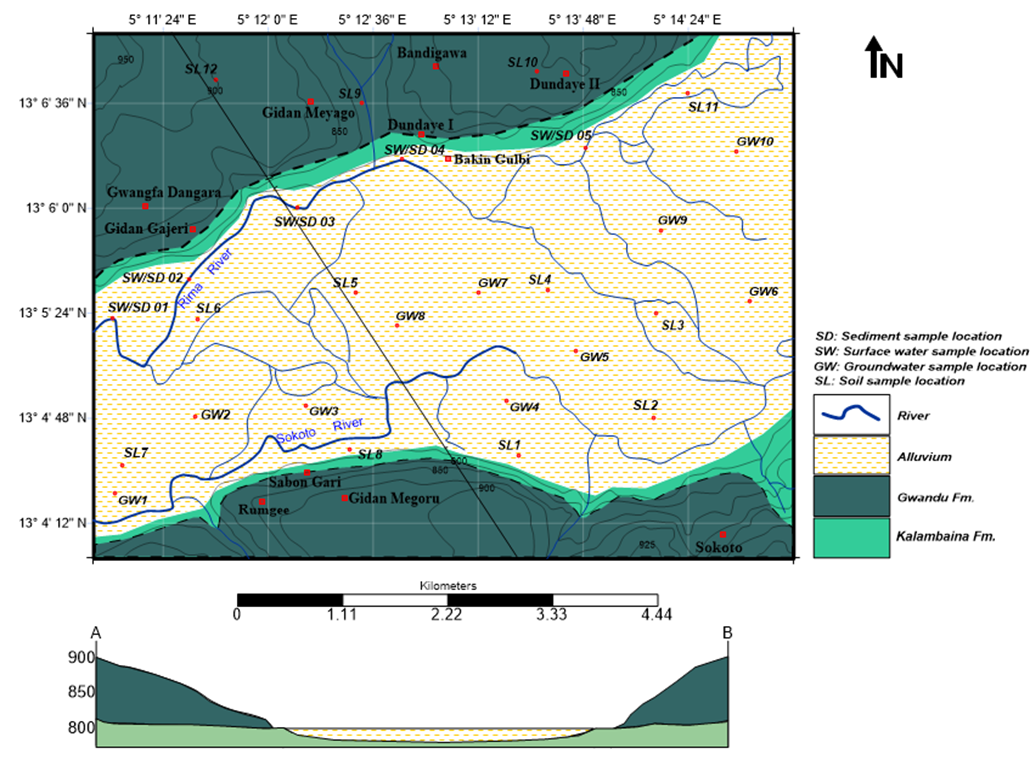 5° 11' 24" E 5° 12' 0" E 5° 12' 36" E 5° 13' 12" E 5° 13' 48" E 5° 14' 24" E
N
950
SL12
900
Bandigawa
SL10
Dundaye II
850
SL9
Gidan Meyago
850
SL11
13° 6' 36" N
Dundaye I
SW/SD 05
SW/SD 04
Bakin Gulbi
GW10
Gwangfa Dangara
13° 6' 0" N
SW/SD 03
GW9
Gidan Gajeri
Rima River
SW/SD 02
SL5
GW7
SL4
GW6
SW/SD 01
SL6
13° 5' 24" N
GW8
SL3
GW5
SD: Sediment sample location
SW: Surface water sample location
GW: Groundwater sample location
SL: Soil sample location
River
Alluvium
Gwandu Fm.
Kalambaina Fm.
13° 4' 48" N
GW2
GW3
GW4
SL2
Sokoto River
SL7
SL8
SL1
800
880
900
Sabon Gari
GW1
Rumgee
Gidan Megoru
13° 4' 12" N
925
Sokoto
Kilometers
0 1.11 2.22 3.33 4.44
A B
900
850
800